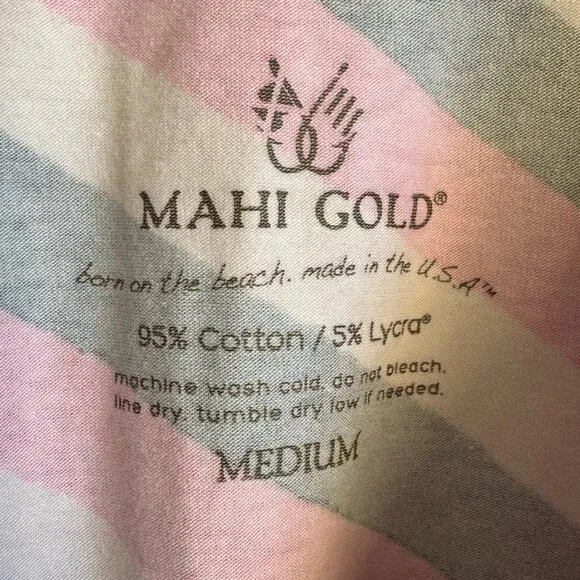 MAHI GOLD®
born on the beach. made in the U.S.A™
95% Cotton / 5% Lycra®
machine wash cold, do not bleach.
line dry, tumble dry low if needed.
MEDIUM